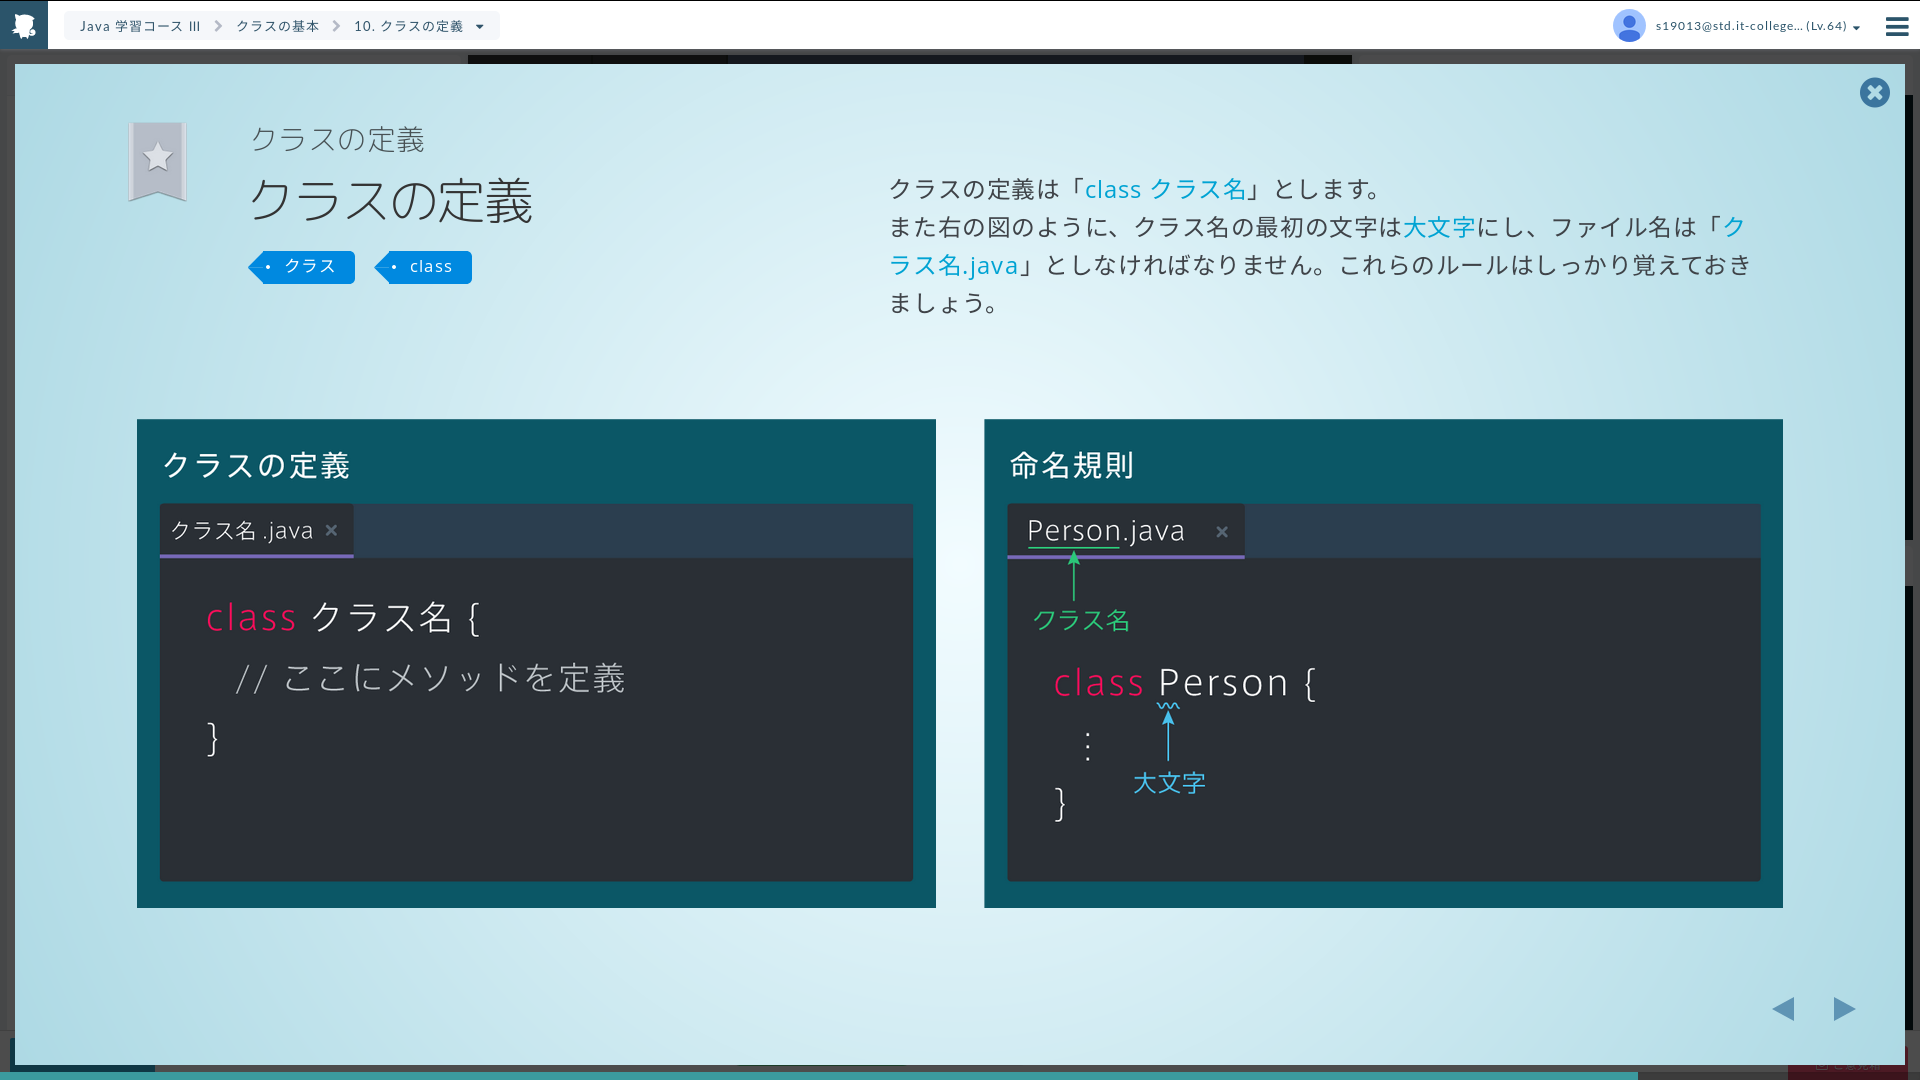 Java 学習コース III
クラスの基本
10. クラスの定義
s19013@std.it-college... (Lv.64)
クラスの定義
クラスの定義
クラス
class
クラスの定義は「class クラス名」とします。
また右の図のように、クラス名の最初の文字は大文字にし、ファイル名は「ク
ラス名.java」としなければなりません。これらのルールはしっかり覚えておき
ましょう。
クラスの定義
クラス名 .java ×
class クラス名 {
// ここにメソッドを定義
}
命名規則
Person.java ×
クラス名
class Person {
⋮
大文字
}